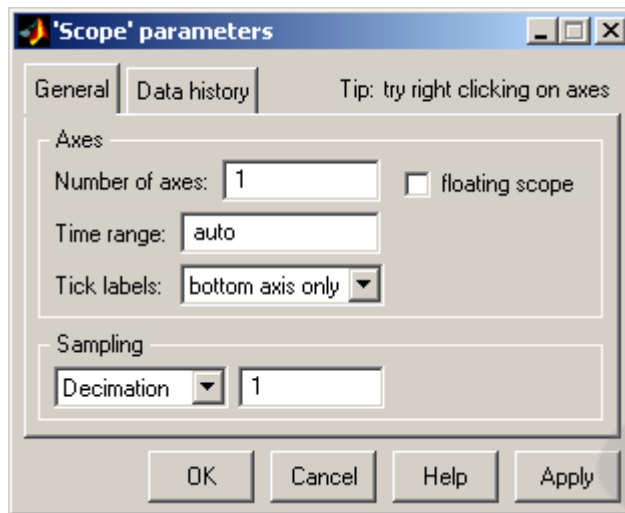 'Scope' parameters
General Data history Tip: try right clicking on axes
Axes
Number of axes: 1 floating scope
Time range: auto
Tick labels: bottom axis only
Sampling
Decimation 1
OK Cancel Help Apply